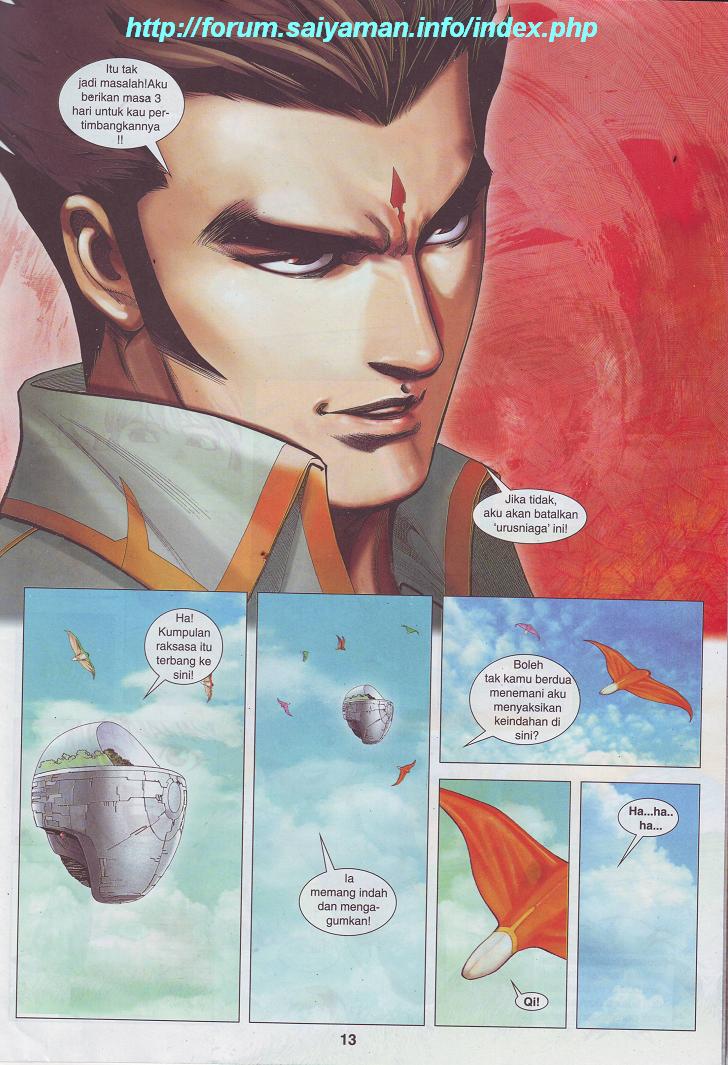 http://forum.saiyaman.info/index.php
Itu tak
jadi masalah!Aku
berikan masa 3
hari untuk kau per-
timbangkannya
!!
Jika tidak,
aku akan batalkan
'urusniaga' ini!
Ha!
Kumpulan
raksasa itu
terbang ke
sini!
Ia
memang indah
dan menga-
gumkan!
Boleh
tak kamu berdua
menemani aku
menyaksikan
keindahan di
sini?
Qi!
Ha...ha..
ha...
13